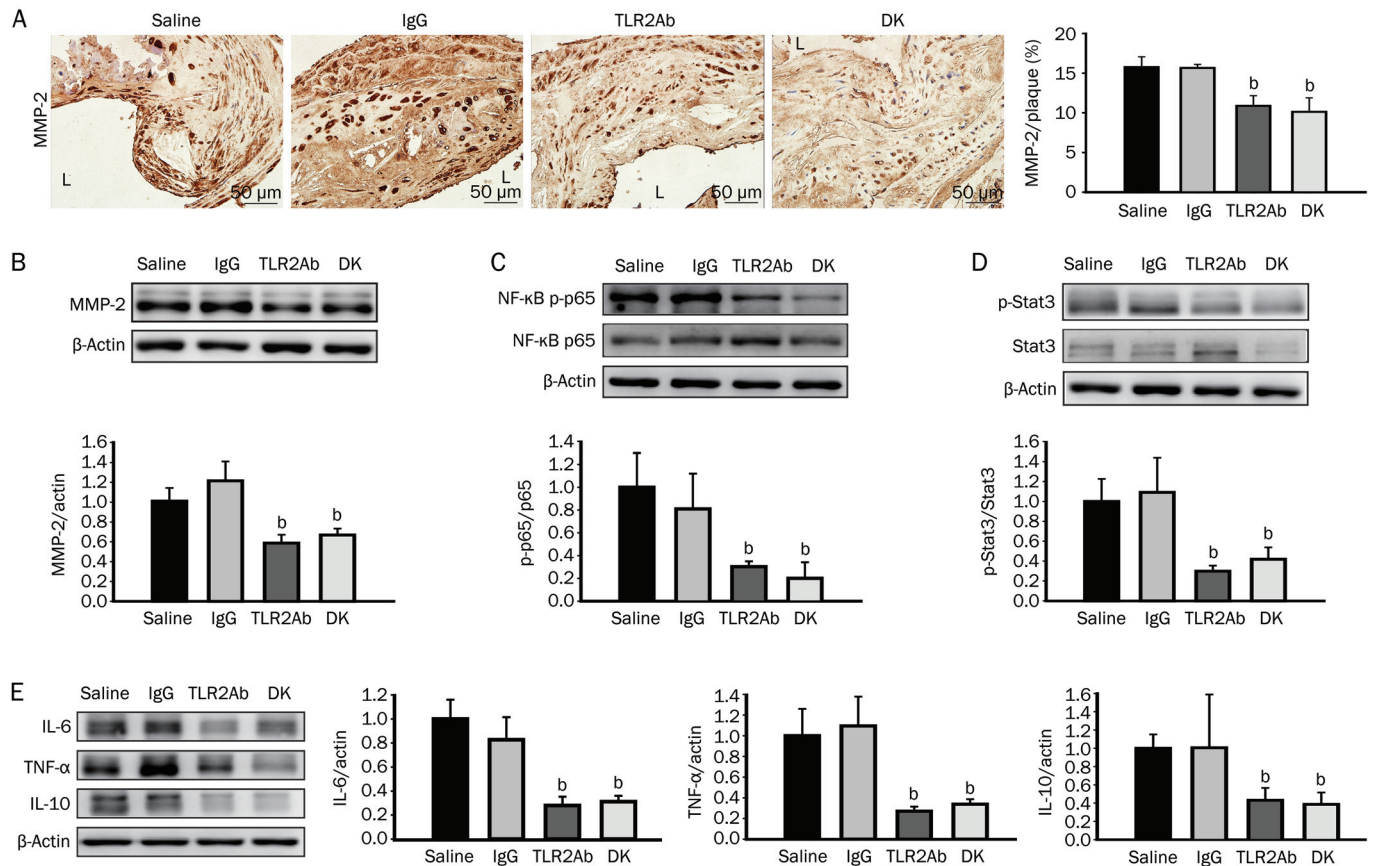 A
Saline IgG TLR2Ab DK
MMP-2
L
50 μm
L
50 μm
L
50 μm
L
50 μm
MMP-2/plaque (%)
20
15
10
5
0
b b
Saline IgG TLR2Ab DK
B
Saline IgG TLR2Ab DK
MMP-2
β-Actin
MMP-2/actin
1.6
1.4
1.2
1.0
0.8
0.6
0.4
0.2
0.0
b b
Saline IgG TLR2Ab DK
C
Saline IgG TLR2Ab DK
NF-κB p-p65
NF-κB p65
β-Actin
p-p65/p65
1.4
1.2
1.0
0.8
0.6
0.4
0.2
0.0
b b
Saline IgG TLR2Ab DK
D
Saline IgG TLR2Ab DK
p-Stat3
Stat3
β-Actin
p-Stat3/Stat3
1.6
1.4
1.2
1.0
0.8
0.6
0.4
0.2
0.0
b b
Saline IgG TLR2Ab DK
E
Saline IgG TLR2Ab DK
IL-6
TNF-α
IL-10
β-Actin
IL-6/actin
1.2
1.0
0.8
0.6
0.4
0.2
0.0
b b
Saline IgG TLR2Ab DK
TNF-α/actin
1.4
1.2
1.0
0.8
0.6
0.4
0.2
0.0
b b
Saline IgG TLR2Ab DK
IL-10/actin
1.6
1.4
1.2
1.0
0.8
0.6
0.4
0.2
0.0
b b
Saline IgG TLR2Ab DK